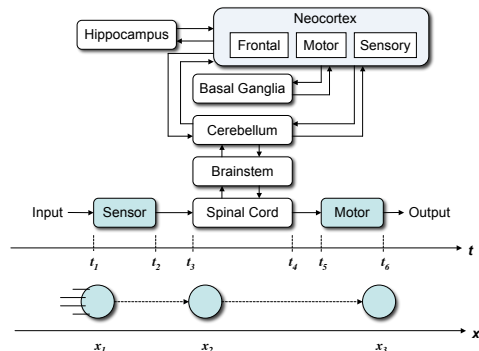 Neocortex
Hippocampus
Frontal Motor Sensory
Basal Ganglia
Cerebellum
Brainstem
Input Sensor Spinal Cord Motor Output
t
t1 t2 t3 t4 t5 t6
x
x1 x2 x3